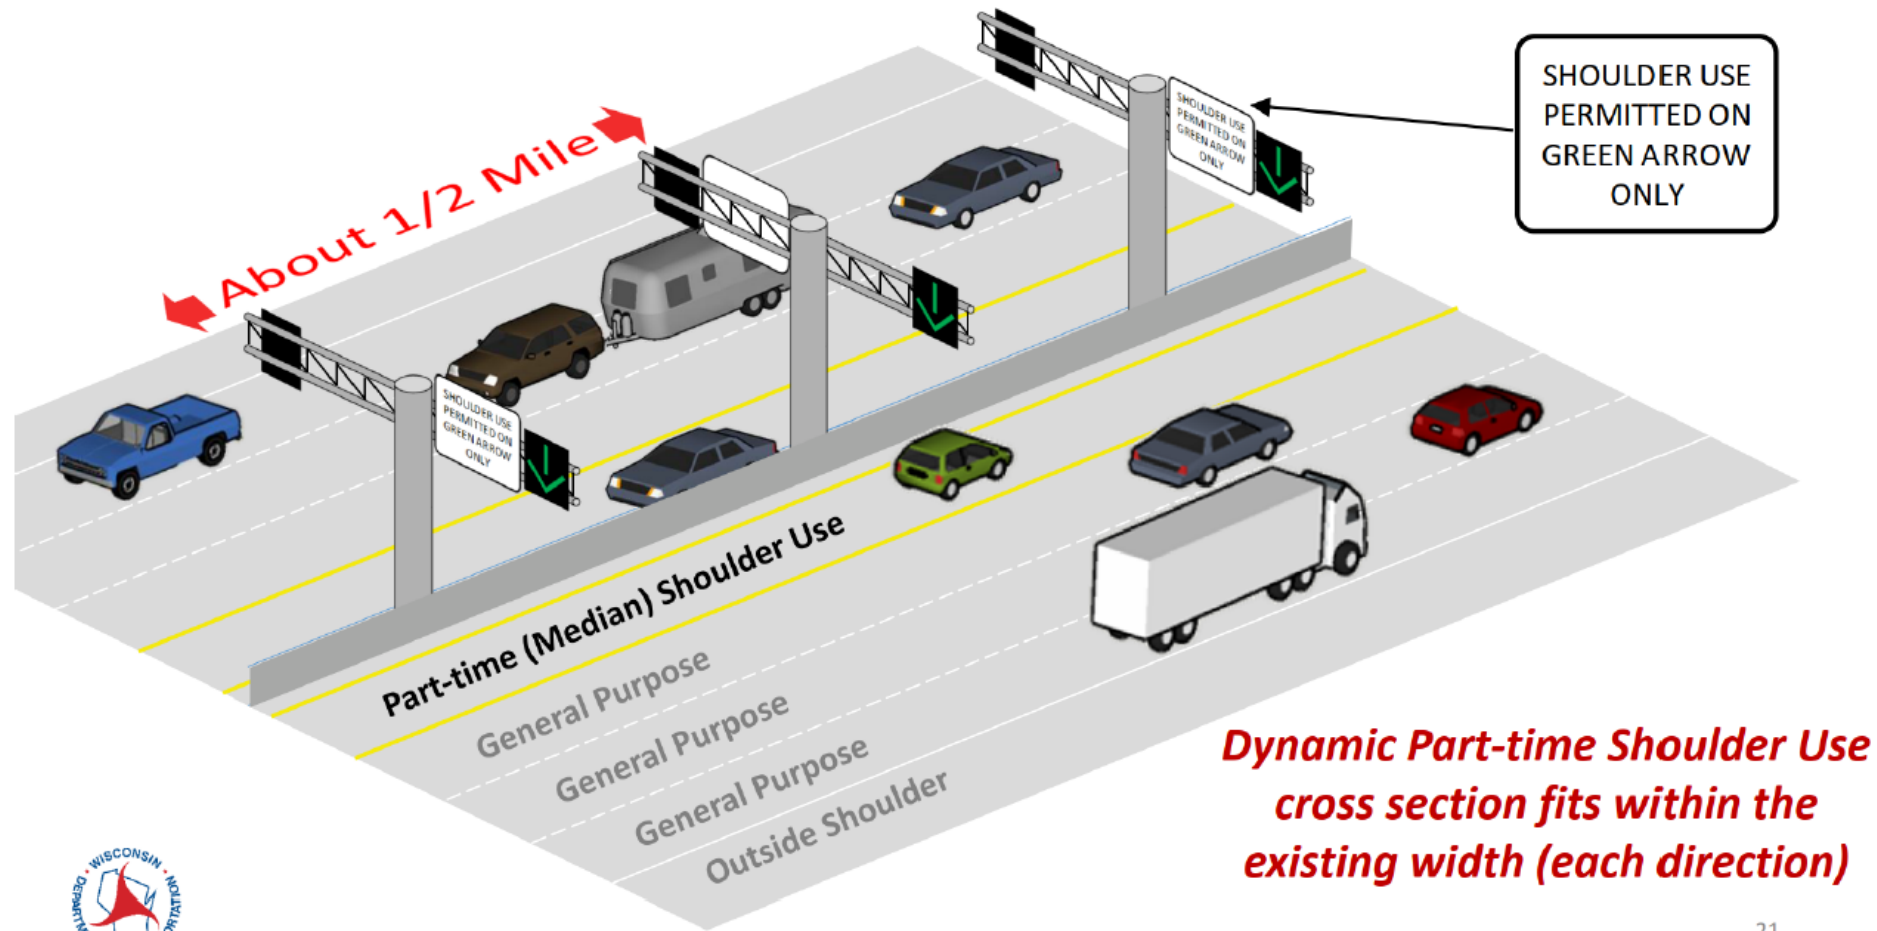 SHOULDER USE
PERMITTED ON
GREEN ARROW
ONLY
SHOULDER USE
PERMITTED ON
GREEN ARROW
ONLY
About 1/2 Mile
SHOULDER USE
PERMITTED ON
GREEN ARROW
ONLY
Part-time (Median) Shoulder Use
General Purpose
General Purpose
General Purpose
Outside Shoulder
Dynamic Part-time Shoulder Use
cross section fits within the
existing width (each direction)
WISCONSIN
21